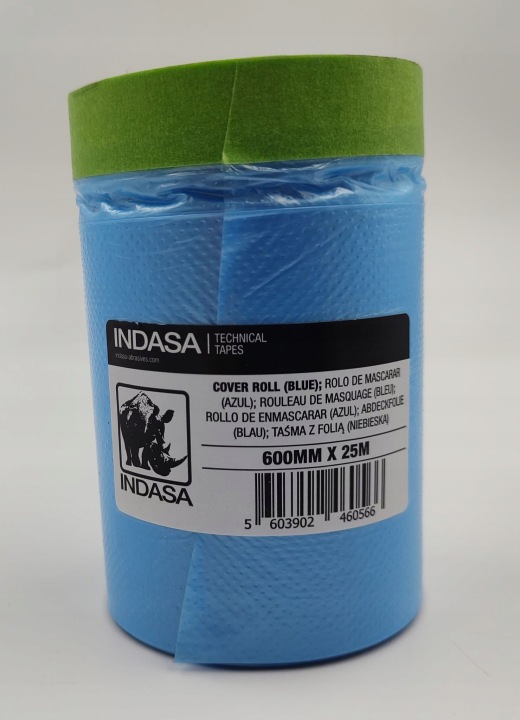 INDASA | TECHNICAL
TAPES
indasa-abrasives.com
COVER ROLL (BLUE); ROLO DE MASCARAR
(AZUL); ROULEAU DE MASQUAGE (BLEU);
ROLLO DE ENMASCARAR (AZUL); ABDECKFOLIE
(BLAU); TAŚMA Z FOLIĄ (NIEBIESKA)
600MM X 25M
INDASA
5 603902 460566